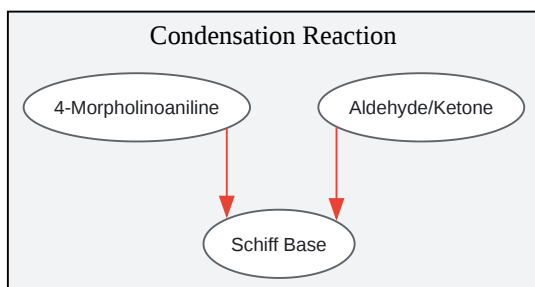 Condensation Reaction
4-Morpholinoaniline
Aldehyde/Ketone
Schiff Base